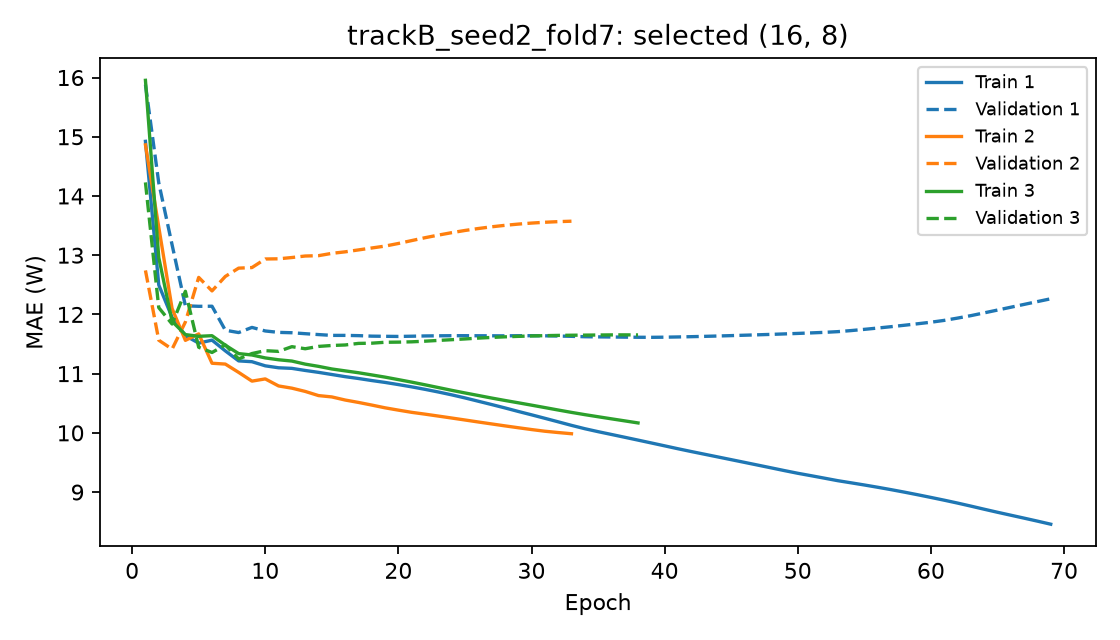 trackB_seed2_fold7: selected (16, 8)
MAE (W)
16
15
14
13
12
11
10
9
Train 1
Validation 1
Train 2
Validation 2
Train 3
Validation 3
0 10 20 30 40 50 60 70
Epoch